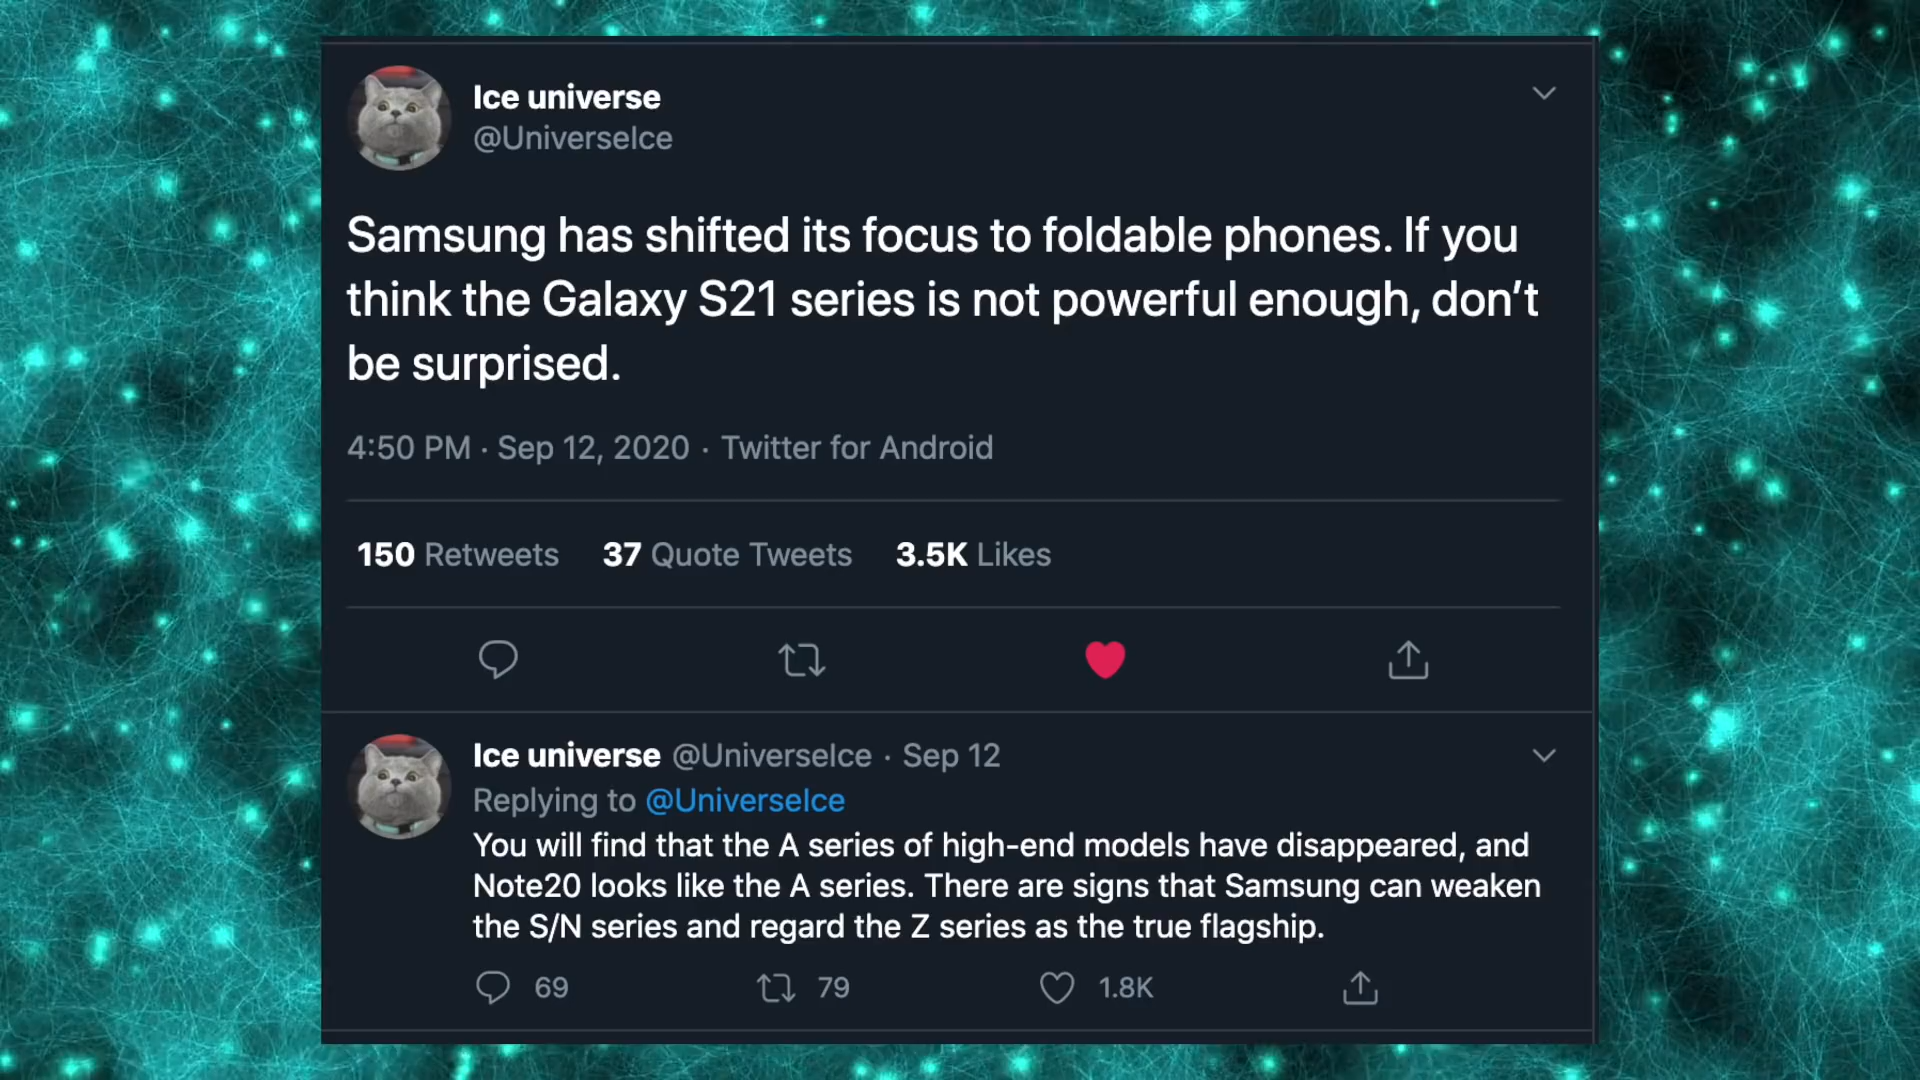 Ice universe
@UniverseIce
Samsung has shifted its focus to foldable phones. If you
think the Galaxy S21 series is not powerful enough, don’t
be surprised.
4:50 PM · Sep 12, 2020 · Twitter for Android
150 Retweets 37 Quote Tweets 3.5K Likes
Ice universe @UniverseIce · Sep 12
Replying to @UniverseIce
You will find that the A series of high-end models have disappeared, and
Note20 looks like the A series. There are signs that Samsung can weaken
the S/N series and regard the Z series as the true flagship.
69 79 1.8K